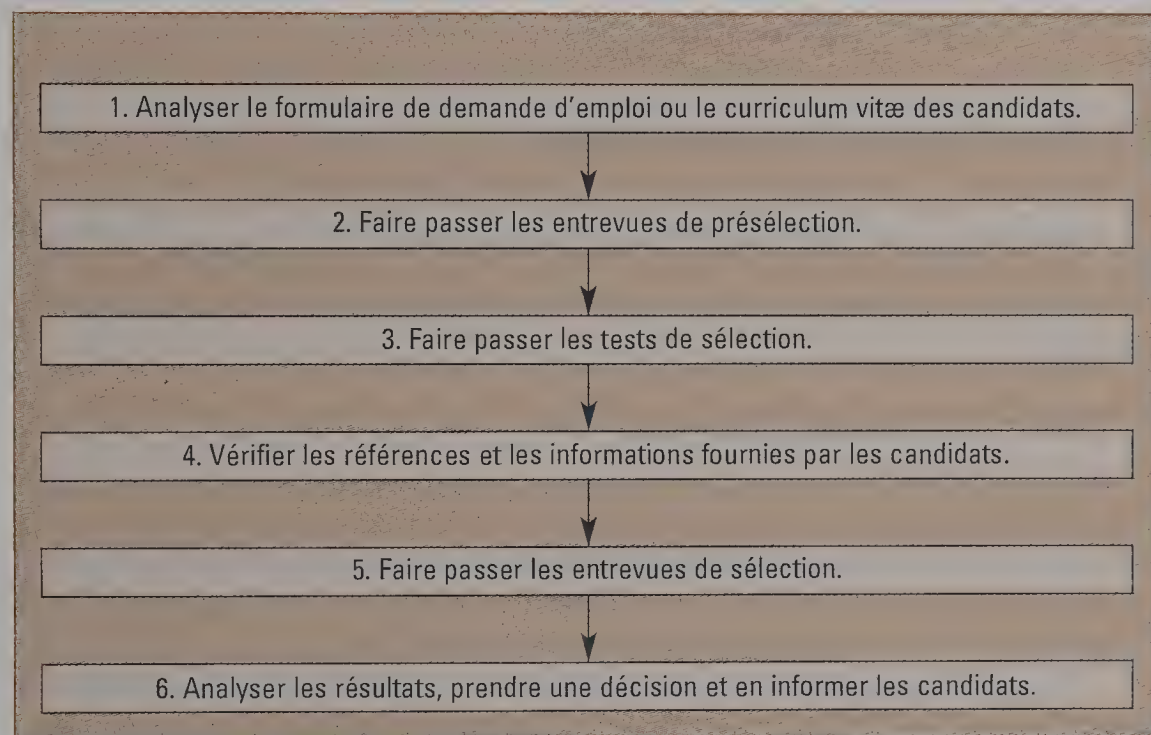 1. Analyser le formulaire de demande d'emploi ou le curriculum vitæ des candidats.
2. Faire passer les entrevues de présélection.
3. Faire passer les tests de sélection.
4. Vérifier les références et les informations fournies par les candidats.
5. Faire passer les entrevues de sélection.
6. Analyser les résultats, prendre une décision et en informer les candidats.